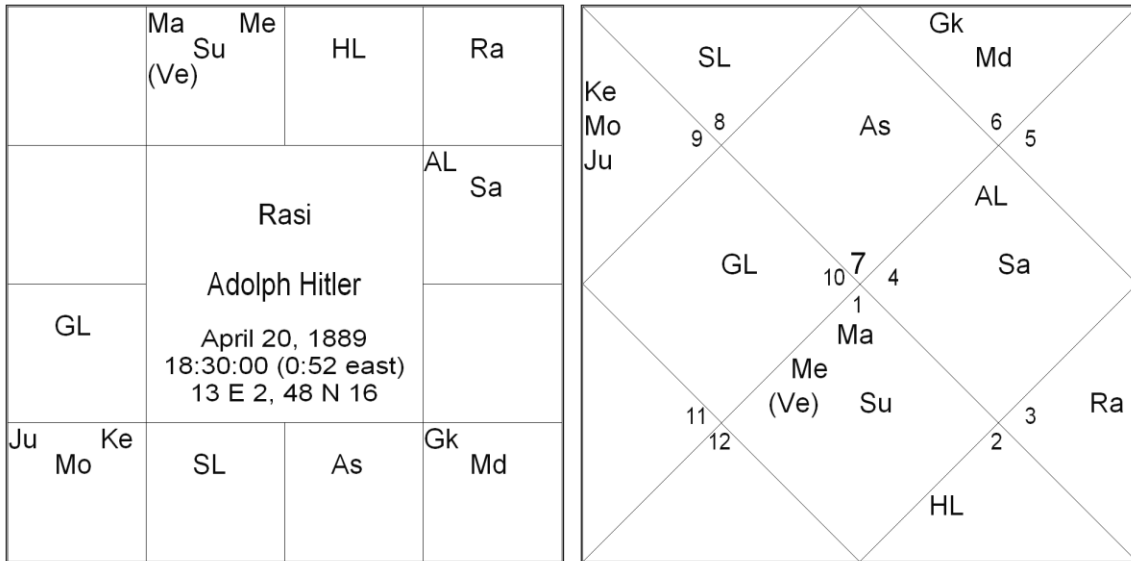 Ma Me
Su
(Ve)
HL
Ra
AL
Sa
Rasi
Adolph Hitler
April 20, 1889
18:30:00 (0:52 east)
13 E 2, 48 N 16
GL
Ju Ke
Mo
SL
As
Gk
Md
Gk
SL
Md
Ke
Mo
Ju
8
9
As
6
5
AL
GL
10
7
4
Sa
1
Ma
Me
(Ve) Su
11
12
3
2
Ra
HL